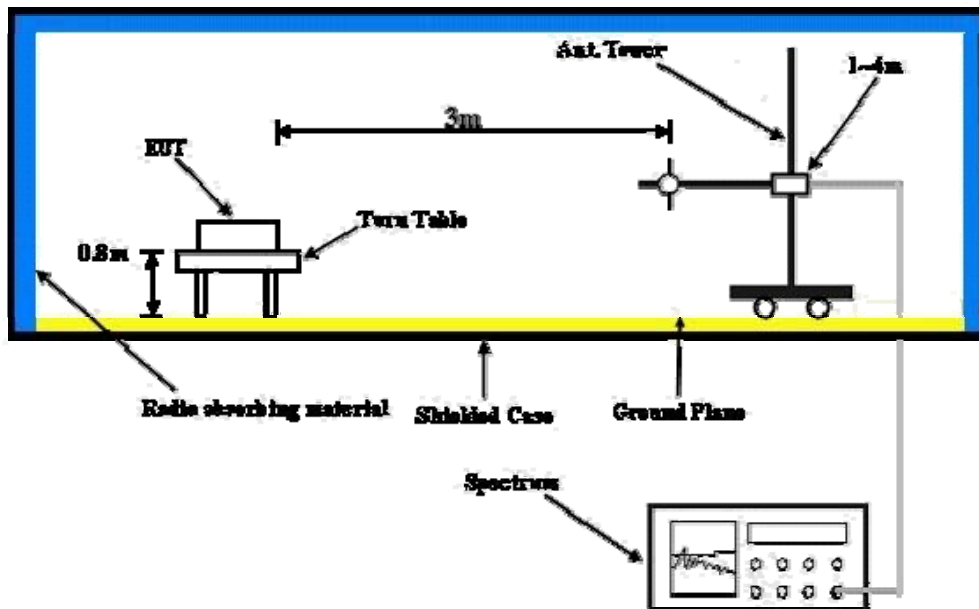 Ant. Tower
1~4m
3m
EUT
Turn Table
0.8m
Radio absorbing material
Shielded Case
Ground Plane
Spectrum